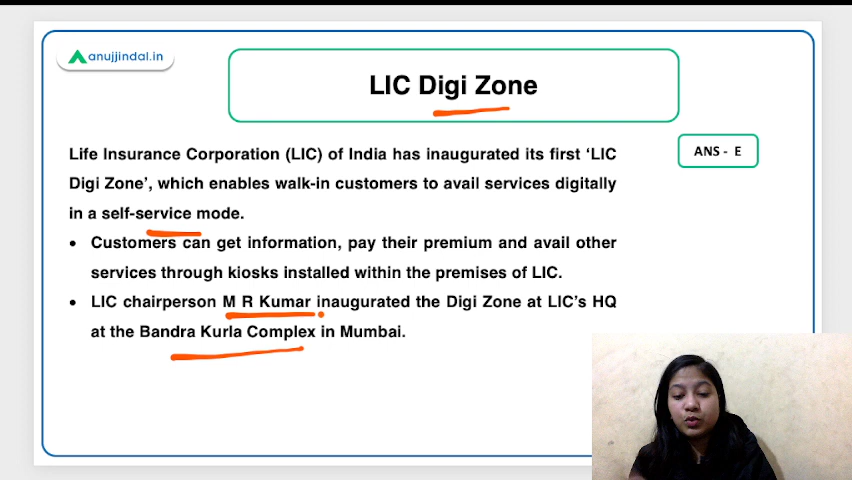 anujjindal.in
LIC Digi Zone
Life Insurance Corporation (LIC) of India has inaugurated its first ‘LIC
Digi Zone’, which enables walk-in customers to avail services digitally
in a self-service mode.
• Customers can get information, pay their premium and avail other
services through kiosks installed within the premises of LIC.
• LIC chairperson M R Kumar inaugurated the Digi Zone at LIC’s HQ
at the Bandra Kurla Complex in Mumbai.
ANS - E